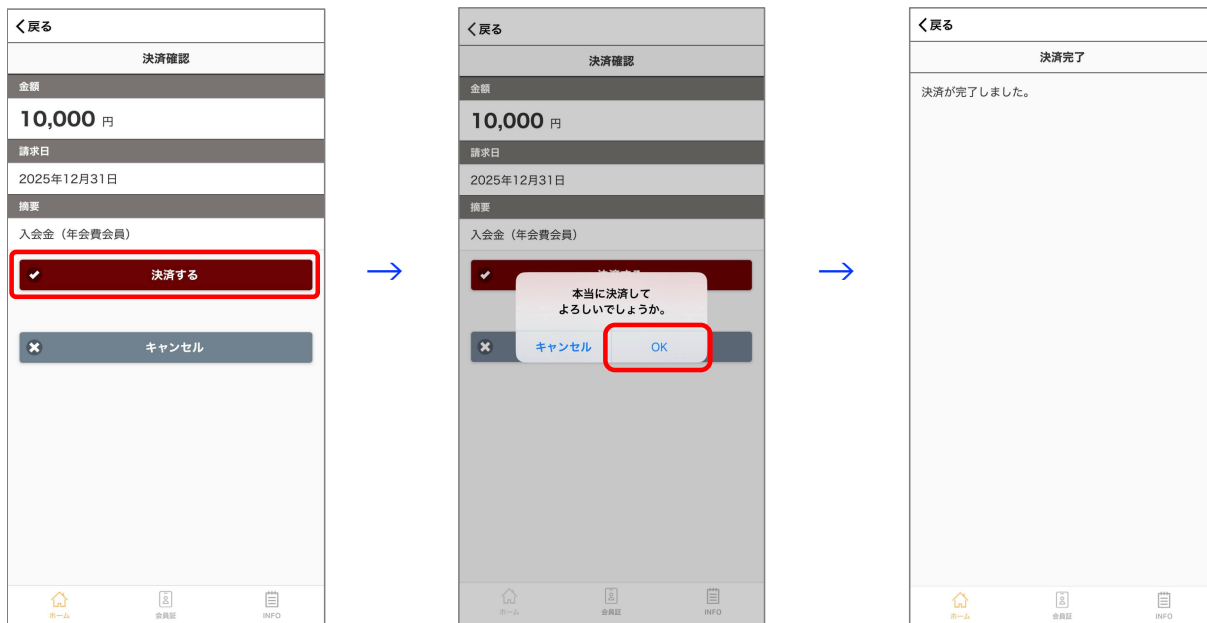 戻る
決済確認
金額
10,000 円
請求日
2025年12月31日
摘要
入会金（年会費会員）
決済する
キャンセル
ホーム
会員証
INFO
→
戻る
決済確認
金額
10,000 円
請求日
2025年12月31日
摘要
入会金（年会費会員）
本当に決済して
よろしいでしょうか。
キャンセル
OK
ホーム
会員証
INFO
→
戻る
決済完了
決済が完了しました。
ホーム
会員証
INFO